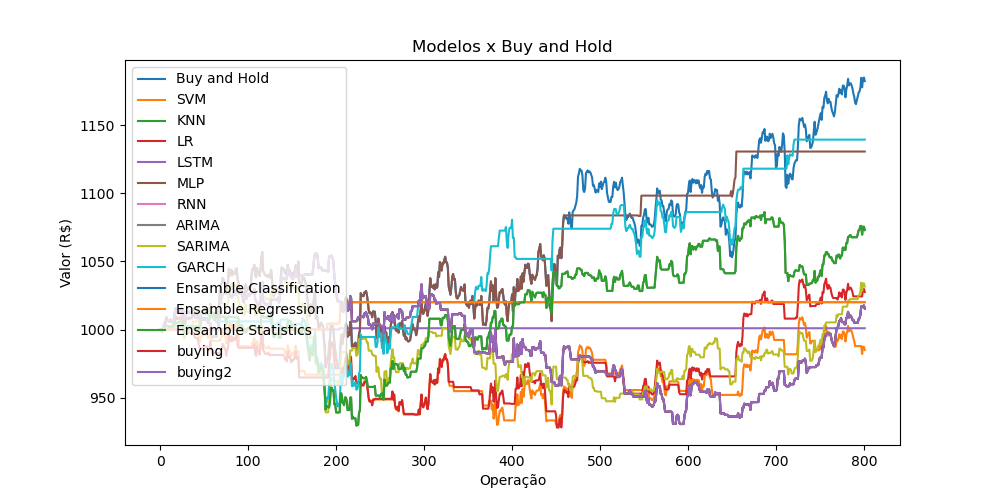 Modelos x Buy and Hold
Valor (R$)
1150
1100
1050
1000
950
Buy and Hold
SVM
KNN
LR
LSTM
MLP
RNN
ARIMA
SARIMA
GARCH
Ensamble Classification
Ensamble Regression
Ensamble Statistics
buying
buying2
0 100 200 300 400 500 600 700 800
Operação